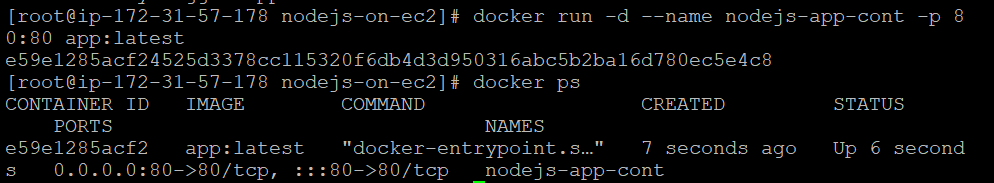 [root@ip-172-31-57-178 nodejs-on-ec2]# docker run -d --name nodejs-app-cont -p 8
0:80 app:latest
e59e1285acf24525d3378cc115320f6db4d3d950316abc5b2ba16d780ec5e4c8
[root@ip-172-31-57-178 nodejs-on-ec2]# docker ps
CONTAINER ID   IMAGE        COMMAND                  CREATED         STATUS
    PORTS                               NAMES
e59e1285acf2   app:latest   "docker-entrypoint.s…"   7 seconds ago   Up 6 second
s   0.0.0.0:80->80/tcp, :::80->80/tcp   nodejs-app-cont